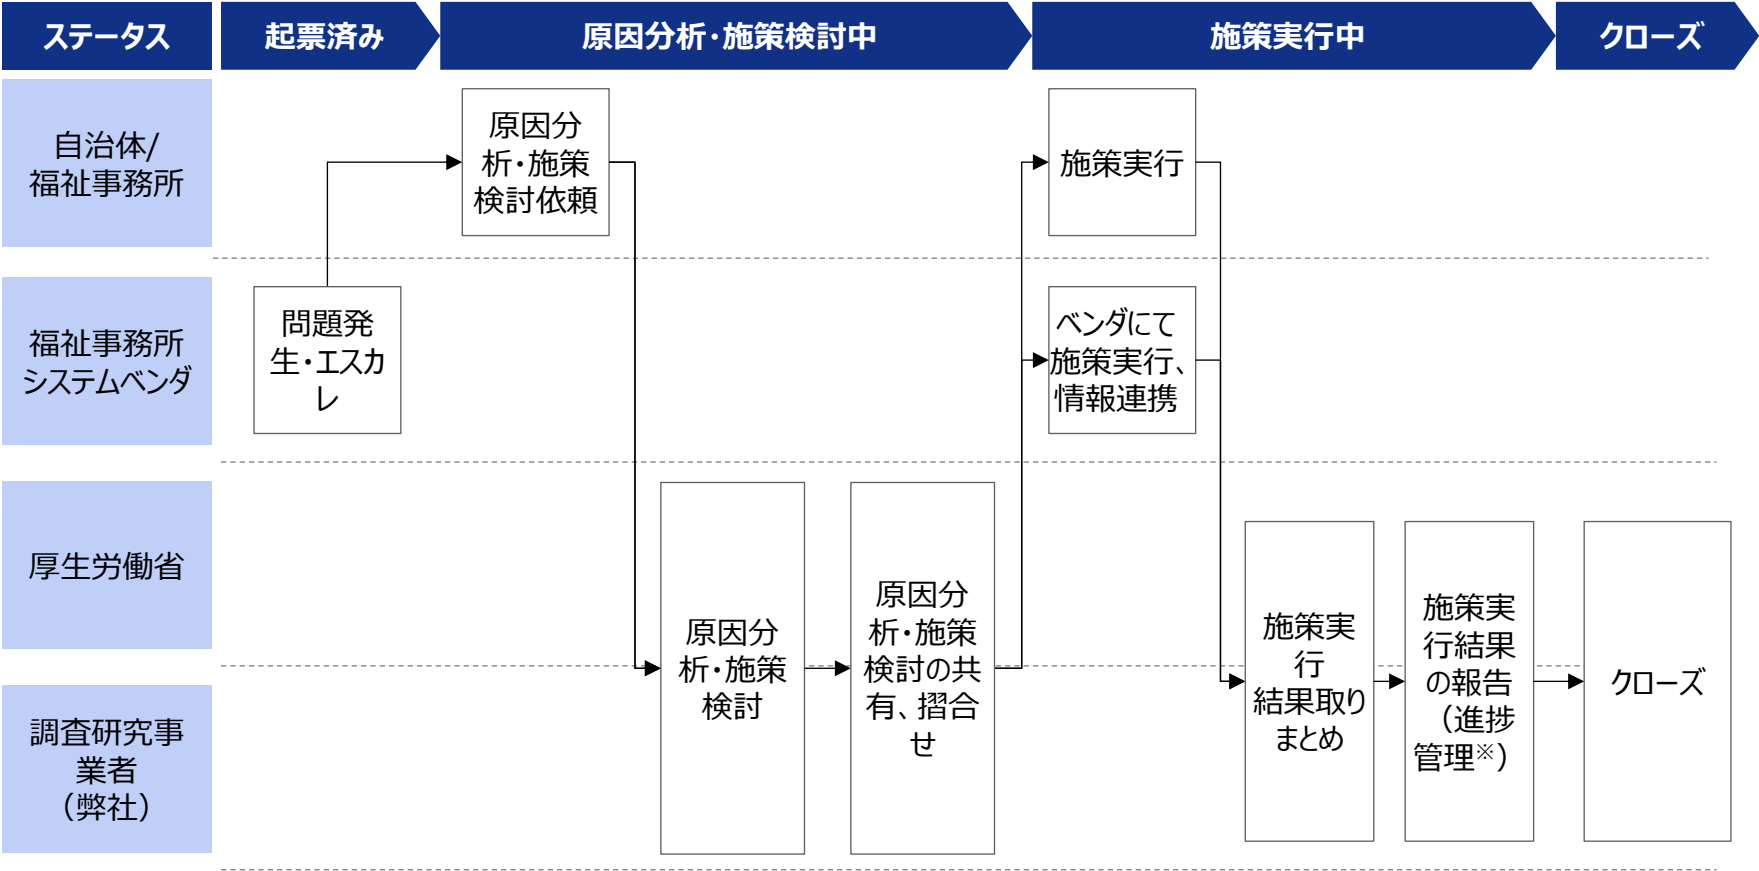 ステータス
起票済み
原因分析・施策検討中
施策実行中
クローズ
自治体/
福祉事務所
原因分
析・施策
検討依頼
施策実行
福祉事務所
システムベンダ
問題発
生・エスカ
レ
ベンダにて
施策実行、
情報連携
厚生労働省
調査研究事
業者
（弊社）
原因分
析・施策
検討
原因分
析・施策
検討の共
有、摺合
せ
施策実
行
結果取り
まとめ
施策実
行結果
の報告
（進捗
管理※）
クローズ